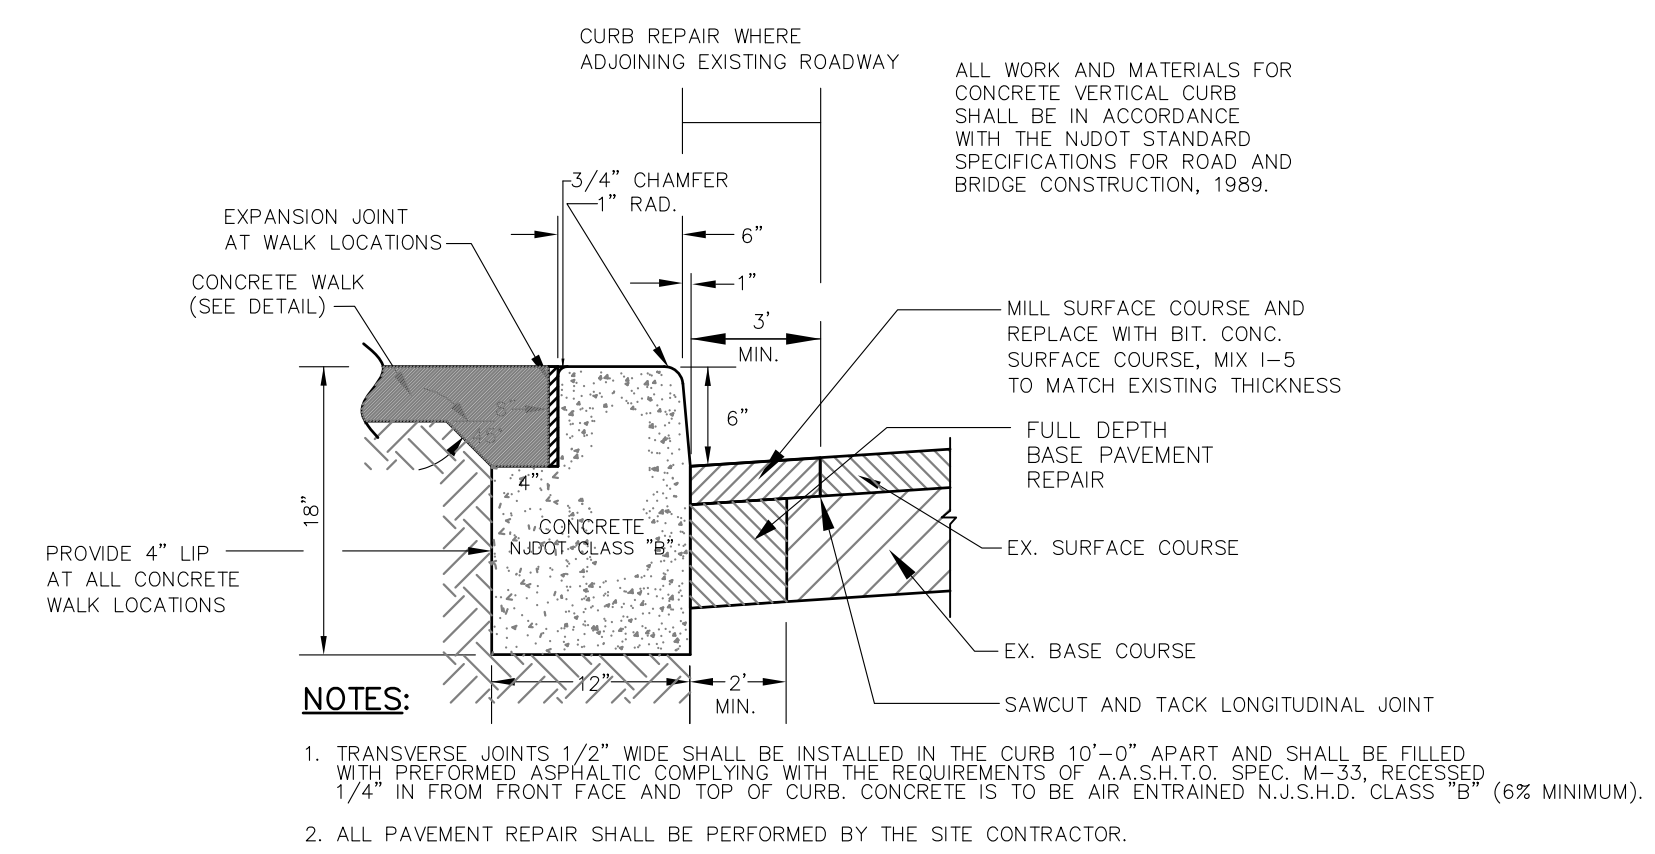 CURB REPAIR WHERE
ADJOINING EXISTING ROADWAY
ALL WORK AND MATERIALS FOR
CONCRETE VERTICAL CURB
SHALL BE IN ACCORDANCE
WITH THE NJDOT STANDARD
SPECIFICATIONS FOR ROAD AND
BRIDGE CONSTRUCTION, 1989.
3/4" CHAMFER
1" RAD.
EXPANSION JOINT
AT WALK LOCATIONS
6"
CONCRETE WALK
(SEE DETAIL)
1"
3'
MIN.
MILL SURFACE COURSE AND
REPLACE WITH BIT. CONC.
SURFACE COURSE, MIX I-5
TO MATCH EXISTING THICKNESS
8"
45°
6"
FULL DEPTH
BASE PAVEMENT
REPAIR
4"
18"
CONCRETE
NJDOT CLASS "B"
PROVIDE 4" LIP
AT ALL CONCRETE
WALK LOCATIONS
EX. SURFACE COURSE
EX. BASE COURSE
12"
2'
MIN.
SAWCUT AND TACK LONGITUDINAL JOINT
NOTES:
1. TRANSVERSE JOINTS 1/2" WIDE SHALL BE INSTALLED IN THE CURB 10'-0" APART AND SHALL BE FILLED
WITH PREFORMED ASPHALTIC COMPLYING WITH THE REQUIREMENTS OF A.A.S.H.T.O. SPEC. M-33, RECESSED
1/4" IN FROM FRONT FACE AND TOP OF CURB. CONCRETE IS TO BE AIR ENTRAINED N.J.S.H.D. CLASS "B" (6% MINIMUM).
2. ALL PAVEMENT REPAIR SHALL BE PERFORMED BY THE SITE CONTRACTOR.